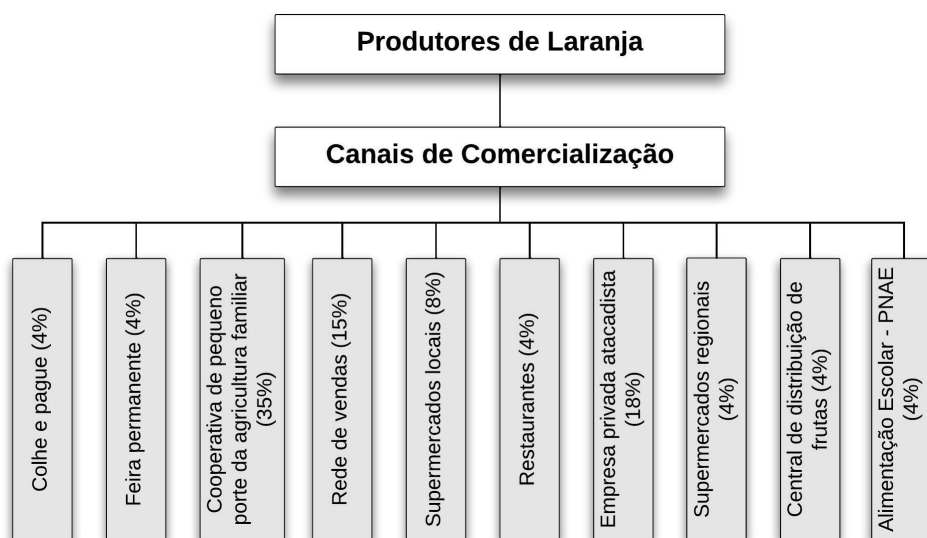 Produtores de Laranja
Canais de Comercialização
Colhe e pague (4%)
Feira permanente (4%)
Cooperativa de pequeno
porte da agricultura familiar
(35%)
Rede de vendas (15%)
Supermercados locais (8%)
Restaurantes (4%)
Empresa privada atacadista
(18%)
Supermercados regionais
(4%)
Central de distribuição de
frutas (4%)
Alimentação Escolar - PNAE
(4%)